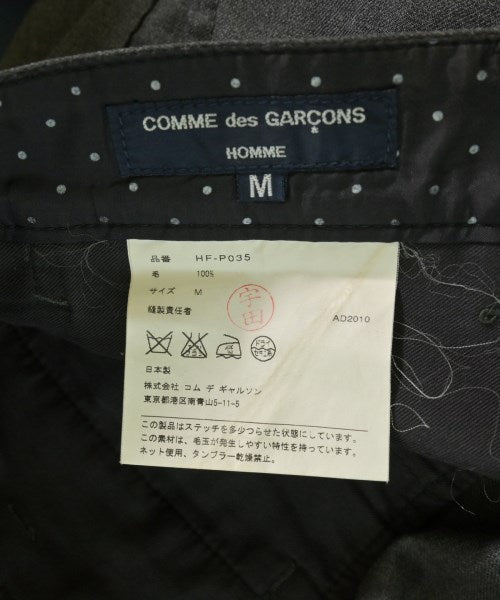 COMME des GARÇONS
HOMME
M
品番 HF-P035
毛 100%
サイズ M
縫製責任者
宇田
AD2010
日本製
株式会社 コム デ ギャルソン
東京都港区南青山5-11-5
この製品はステッチを多少つらせた状態にしています。
この素材は、毛玉が発生しやすい特性を持っています。
ネット使用、タンブラー乾燥禁止。